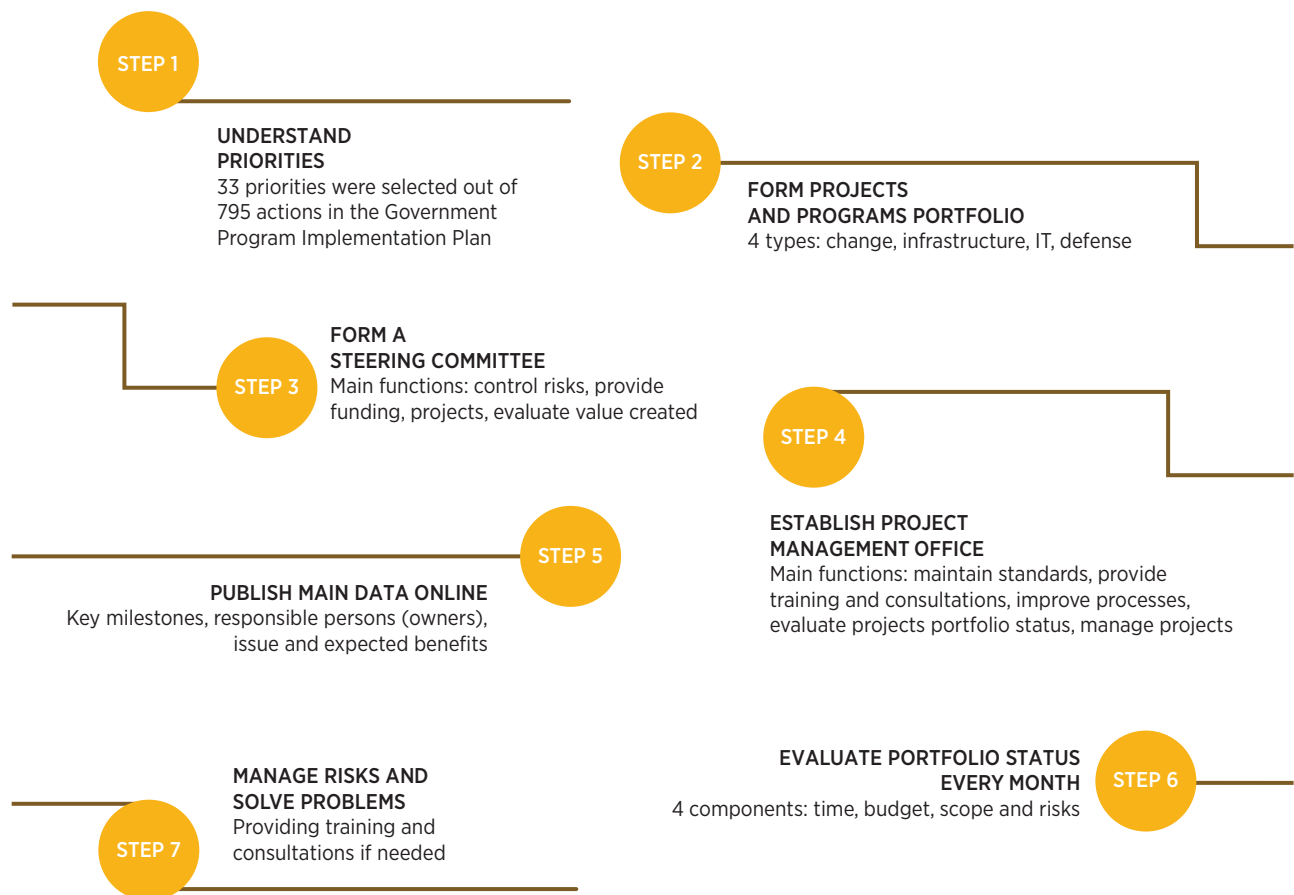 STEP 1
UNDERSTAND
PRIORITIES
33 priorities were selected out of
795 actions in the Government
Program Implementation Plan
STEP 2
FORM PROJECTS
AND PROGRAMS PORTFOLIO
4 types: change, infrastructure, IT, defense
STEP 3
FORM A
STEERING COMMITTEE
Main functions: control risks, provide
funding, projects, evaluate value created
STEP 4
ESTABLISH PROJECT
MANAGEMENT OFFICE
Main functions: maintain standards, provide
training and consultations, improve processes,
evaluate projects portfolio status, manage projects
STEP 5
PUBLISH MAIN DATA ONLINE
Key milestones, responsible persons (owners),
issue and expected benefits
STEP 6
EVALUATE PORTFOLIO STATUS
EVERY MONTH
4 components: time, budget, scope and risks
STEP 7
MANAGE RISKS AND
SOLVE PROBLEMS
Providing training and
consultations if needed